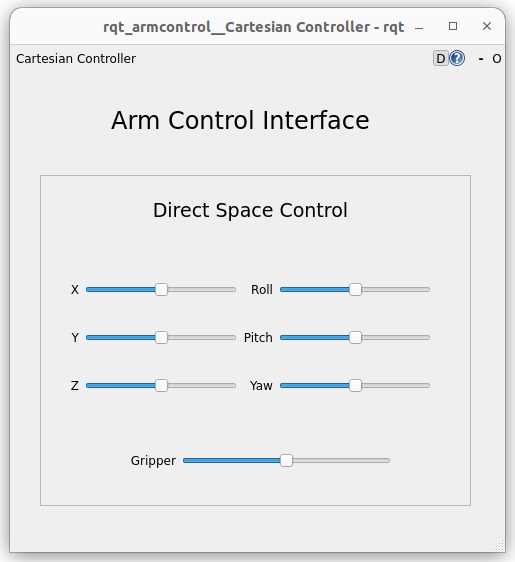 rqt_armcontrol__Cartesian Controller - rqt
Cartesian Controller D ? - O
Arm Control Interface
Direct Space Control
X Roll
Y Pitch
Z Yaw
Gripper